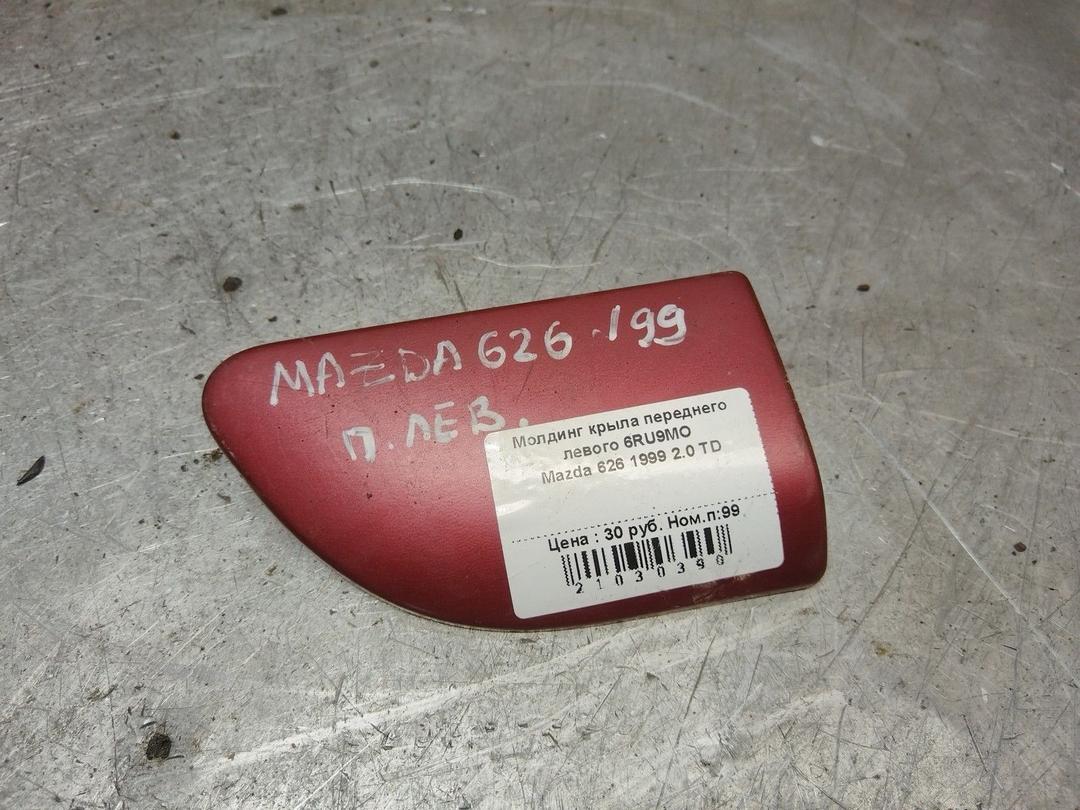 MAZDA 626 -/99
П. ЛЕВ.
Молдинг крыла переднего
левого 6RU9MO
Mazda 626 1999 2.0 TD
Цена : 30 руб. Ном.п:99
21030390